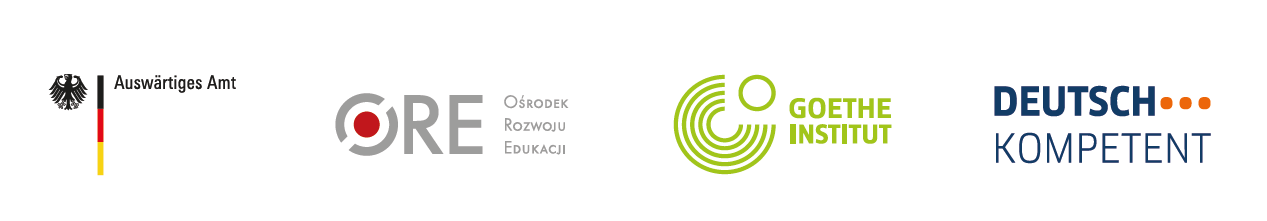 Auswärtiges Amt
ORE
Ośrodek
Rozwoju
Edukacji
GOETHE
INSTITUT
DEUTSCH
KOMPETENT